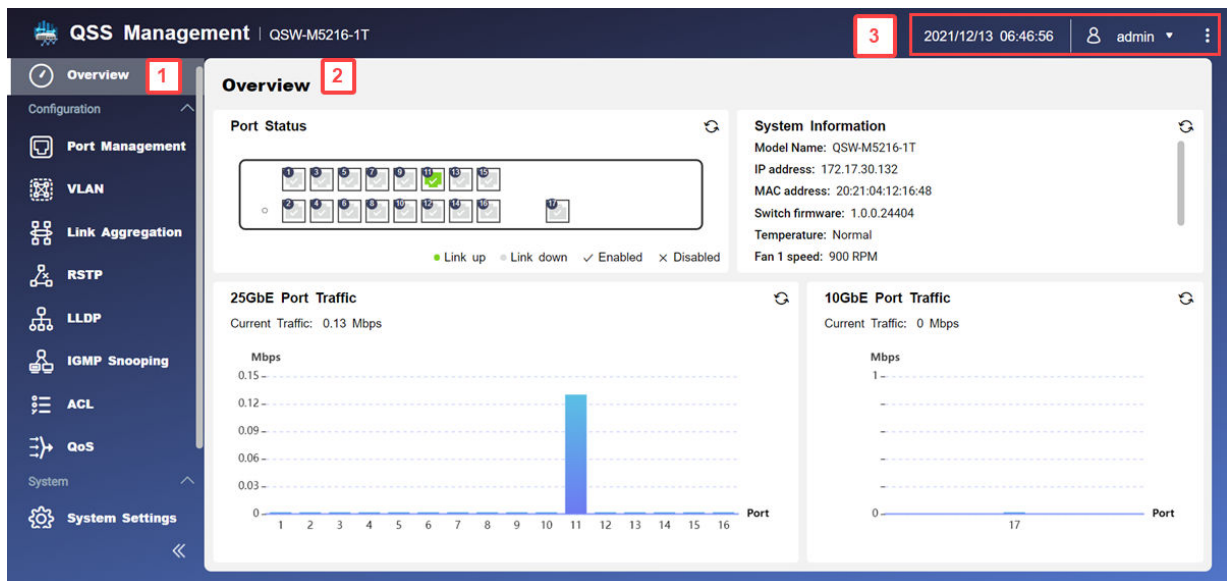 QSS Management | QSW-M5216-1T
3
2021/12/13 06:46:56
admin
Overview
1
Configuration
Port Management
VLAN
Link Aggregation
RSTP
LLDP
IGMP Snooping
ACL
QoS
System
System Settings
Overview
2
Port Status
1 3 5 7 9 11 13 15
2 4 6 8 10 12 14 16 17
Link up Link down Enabled Disabled
System Information
Model Name: QSW-M5216-1T
IP address: 172.17.30.132
MAC address: 20:21:04:12:16:48
Switch firmware: 1.0.0.24404
Temperature: Normal
Fan 1 speed: 900 RPM
25GbE Port Traffic
Current Traffic: 0.13 Mbps
Mbps
0.15
0.12
0.09
0.06
0.03
0
Port
1 2 3 4 5 6 7 8 9 10 11 12 13 14 15 16
10GbE Port Traffic
Current Traffic: 0 Mbps
Mbps
1
0
Port
17